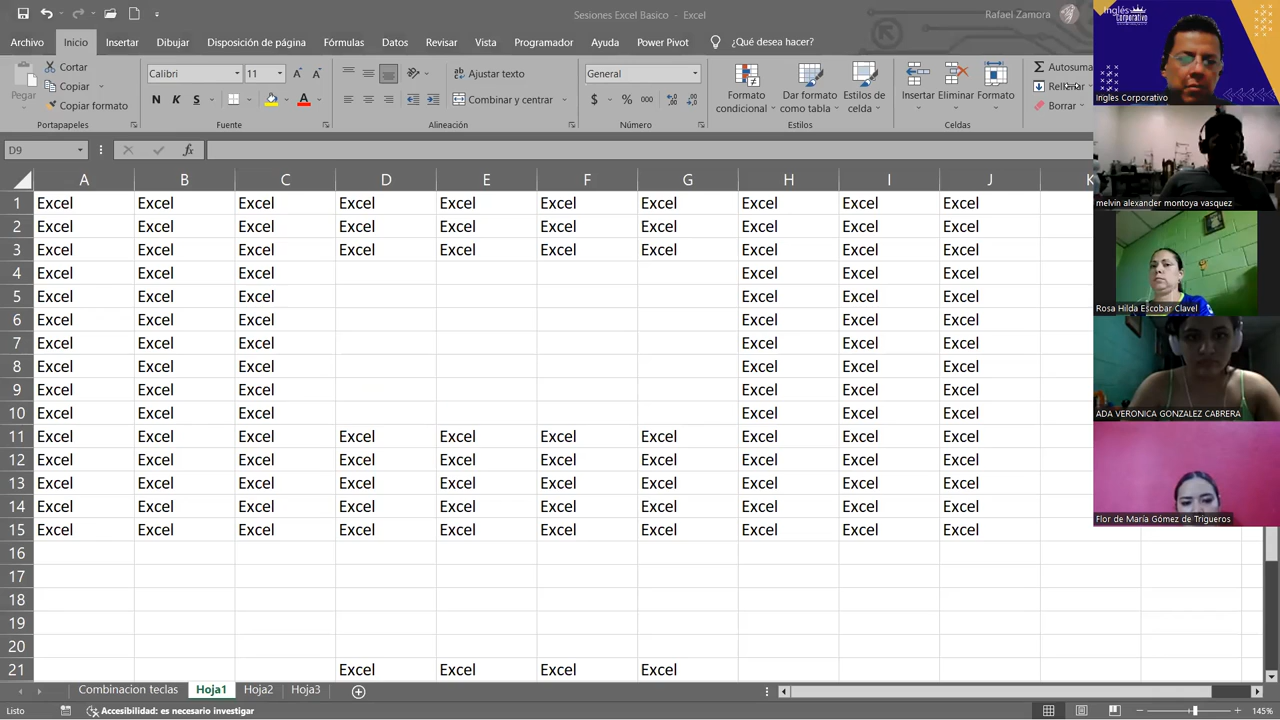 Sesiones Excel Basico - Excel
Rafael Zamora
Archivo Inicio Insertar Dibujar Disposición de página Fórmulas Datos Revisar Vista Programador Ayuda Power Pivot ¿Qué desea hacer?
Pegar
Cortar
Copiar
Copiar formato
Portapapeles
Calibri 11
N K S
Fuente
Ajustar texto
Combinar y centrar
Alineación
General
$ % 000
Número
Formato condicional
Dar formato como tabla
Estilos de celda
Estilos
Insertar Eliminar Formato
Celdas
Autosuma
Rellenar
Borrar
D9 fx
A B C D E F G H I J K
1 Excel Excel Excel Excel Excel Excel Excel Excel Excel Excel
2 Excel Excel Excel Excel Excel Excel Excel Excel Excel Excel
3 Excel Excel Excel Excel Excel Excel Excel Excel Excel Excel
4 Excel Excel Excel Excel Excel Excel
5 Excel Excel Excel Excel Excel Excel
6 Excel Excel Excel Excel Excel Excel
7 Excel Excel Excel Excel Excel Excel
8 Excel Excel Excel Excel Excel Excel
9 Excel Excel Excel Excel Excel Excel
10 Excel Excel Excel Excel Excel Excel
11 Excel Excel Excel Excel Excel Excel Excel Excel Excel Excel
12 Excel Excel Excel Excel Excel Excel Excel Excel Excel Excel
13 Excel Excel Excel Excel Excel Excel Excel Excel Excel Excel
14 Excel Excel Excel Excel Excel Excel Excel Excel Excel Excel
15 Excel Excel Excel Excel Excel Excel Excel Excel Excel Excel
16
17
18
19
20
21 Excel Excel Excel Excel
Combinacion teclas Hoja1 Hoja2 Hoja3
Listo Accesibilidad: es necesario investigar 145%
Inglés Corporativo
Ingles Corporativo
melvin alexander montoya vasquez
Rosa Hilda Escobar Clavel
ADA VERONICA GONZALEZ CABRERA
Flor de María Gómez de Trigueros